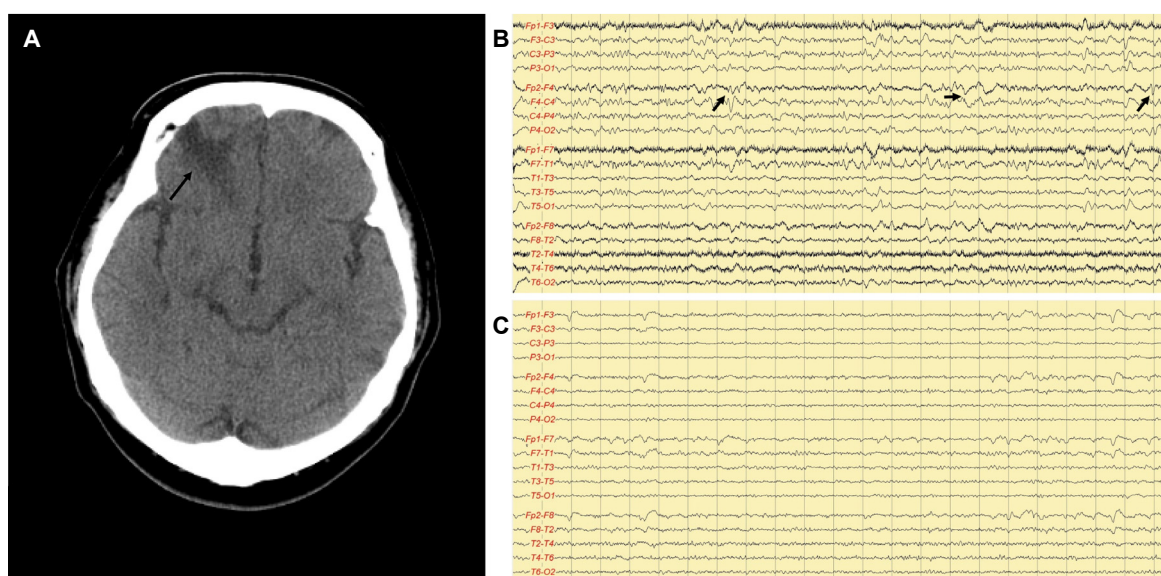 A
B
Fp1-F3
F3-C3
C3-P3
P3-O1
Fp2-F4
F4-C4
C4-P4
P4-O2
Fp1-F7
F7-T1
T1-T3
T3-T5
T5-O1
Fp2-F8
F8-T2
T2-T4
T4-T6
T6-O2
C
Fp1-F3
F3-C3
C3-P3
P3-O1
Fp2-F4
F4-C4
C4-P4
P4-O2
Fp1-F7
F7-T1
T1-T3
T3-T5
T5-O1
Fp2-F8
F8-T2
T2-T4
T4-T6
T6-O2